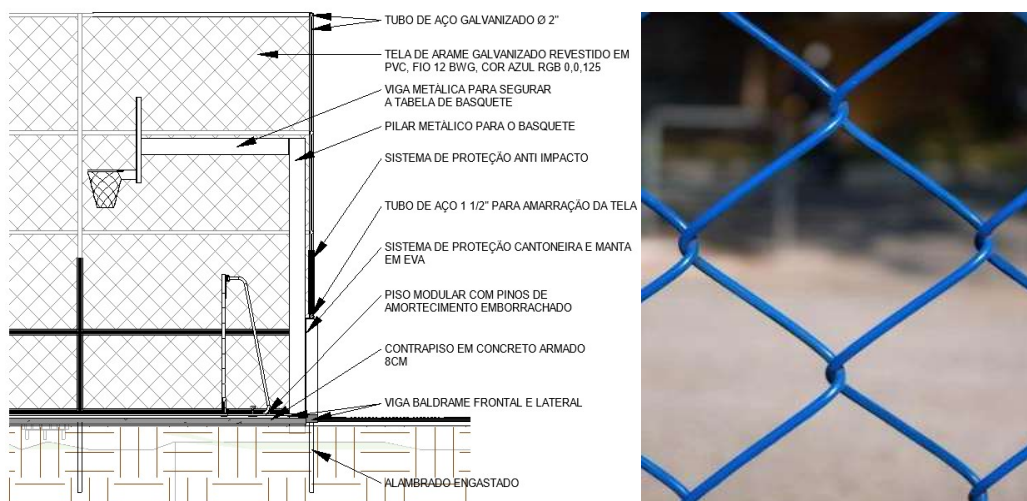 TUBO DE AÇO GALVANIZADO Ø 2"
TELA DE ARAME GALVANIZADO REVESTIDO EM
PVC, FIO 12 BWG, COR AZUL RGB 0,0,125
VIGA METÁLICA PARA SEGURAR
A TABELA DE BASQUETE
PILAR METÁLICO PARA O BASQUETE
SISTEMA DE PROTEÇÃO ANTI IMPACTO
TUBO DE AÇO 1 1/2" PARA AMARRAÇÃO DA TELA
SISTEMA DE PROTEÇÃO CANTONEIRA E MANTA
EM EVA
PISO MODULAR COM PINOS DE
AMORTECIMENTO EMBORRACHADO
CONTRAPISO EM CONCRETO ARMADO
8CM
VIGA BALDRAME FRONTAL E LATERAL
ALAMBRADO ENGASTADO